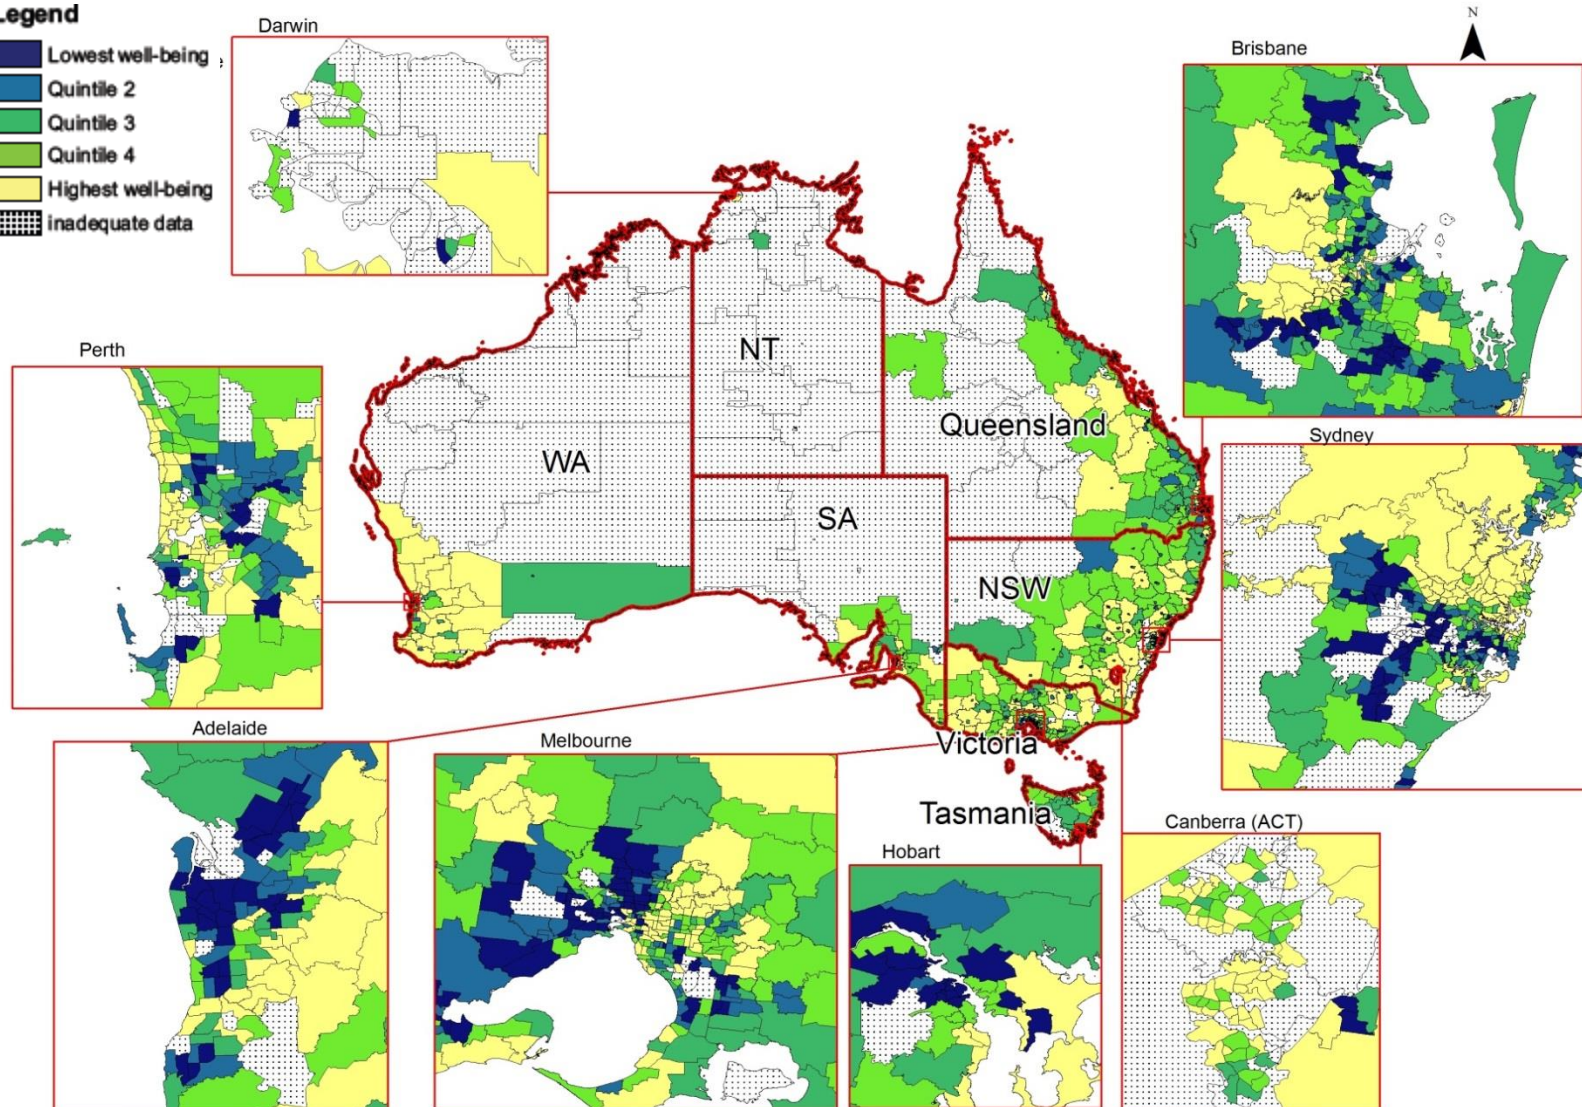 Legend
Lowest well-being
Quintile 2
Quintile 3
Quintile 4
Highest well-being
inadequate data
Darwin
N
Brisbane
Perth
NT
Queensland
WA
SA
NSW
Sydney
Adelaide
Melbourne
Victoria
Tasmania
Hobart
Canberra (ACT)